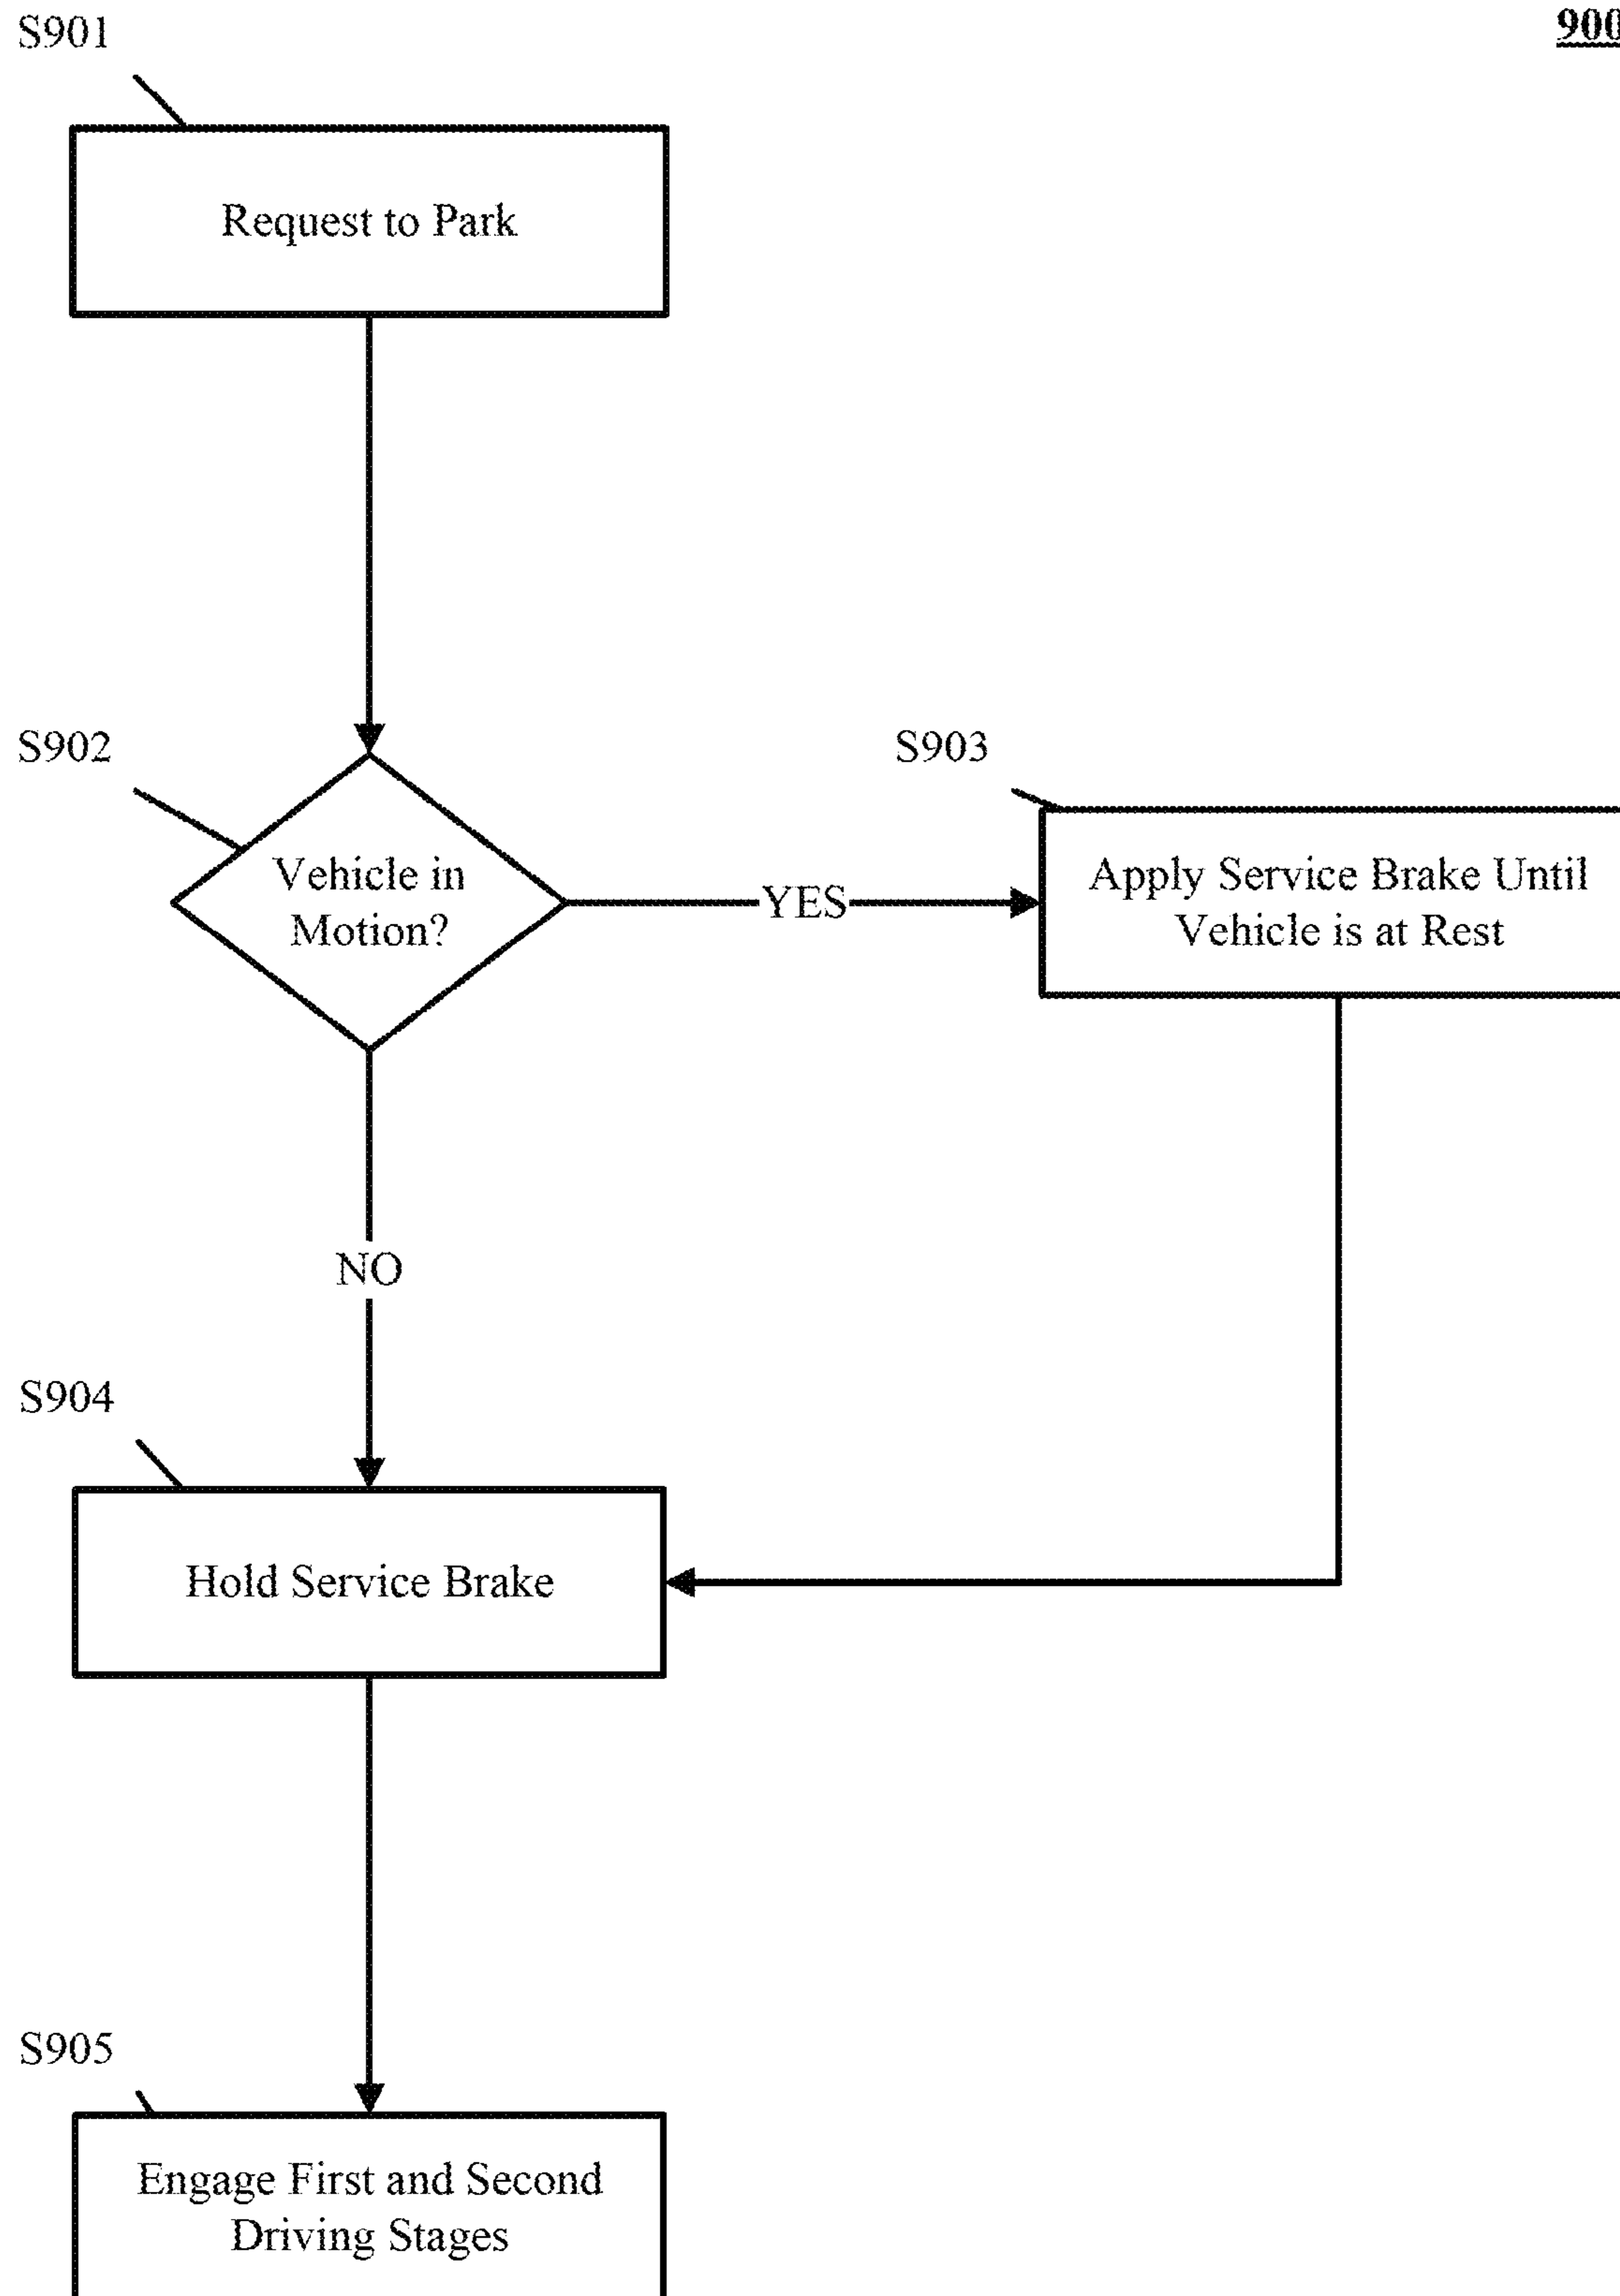 S901
900
Request to Park
S902
S903
Vehicle in
Motion?
YES
Apply Service Brake Until
Vehicle is at Rest
NO
S904
Hold Service Brake
S905
Engage First and Second
Driving Stages